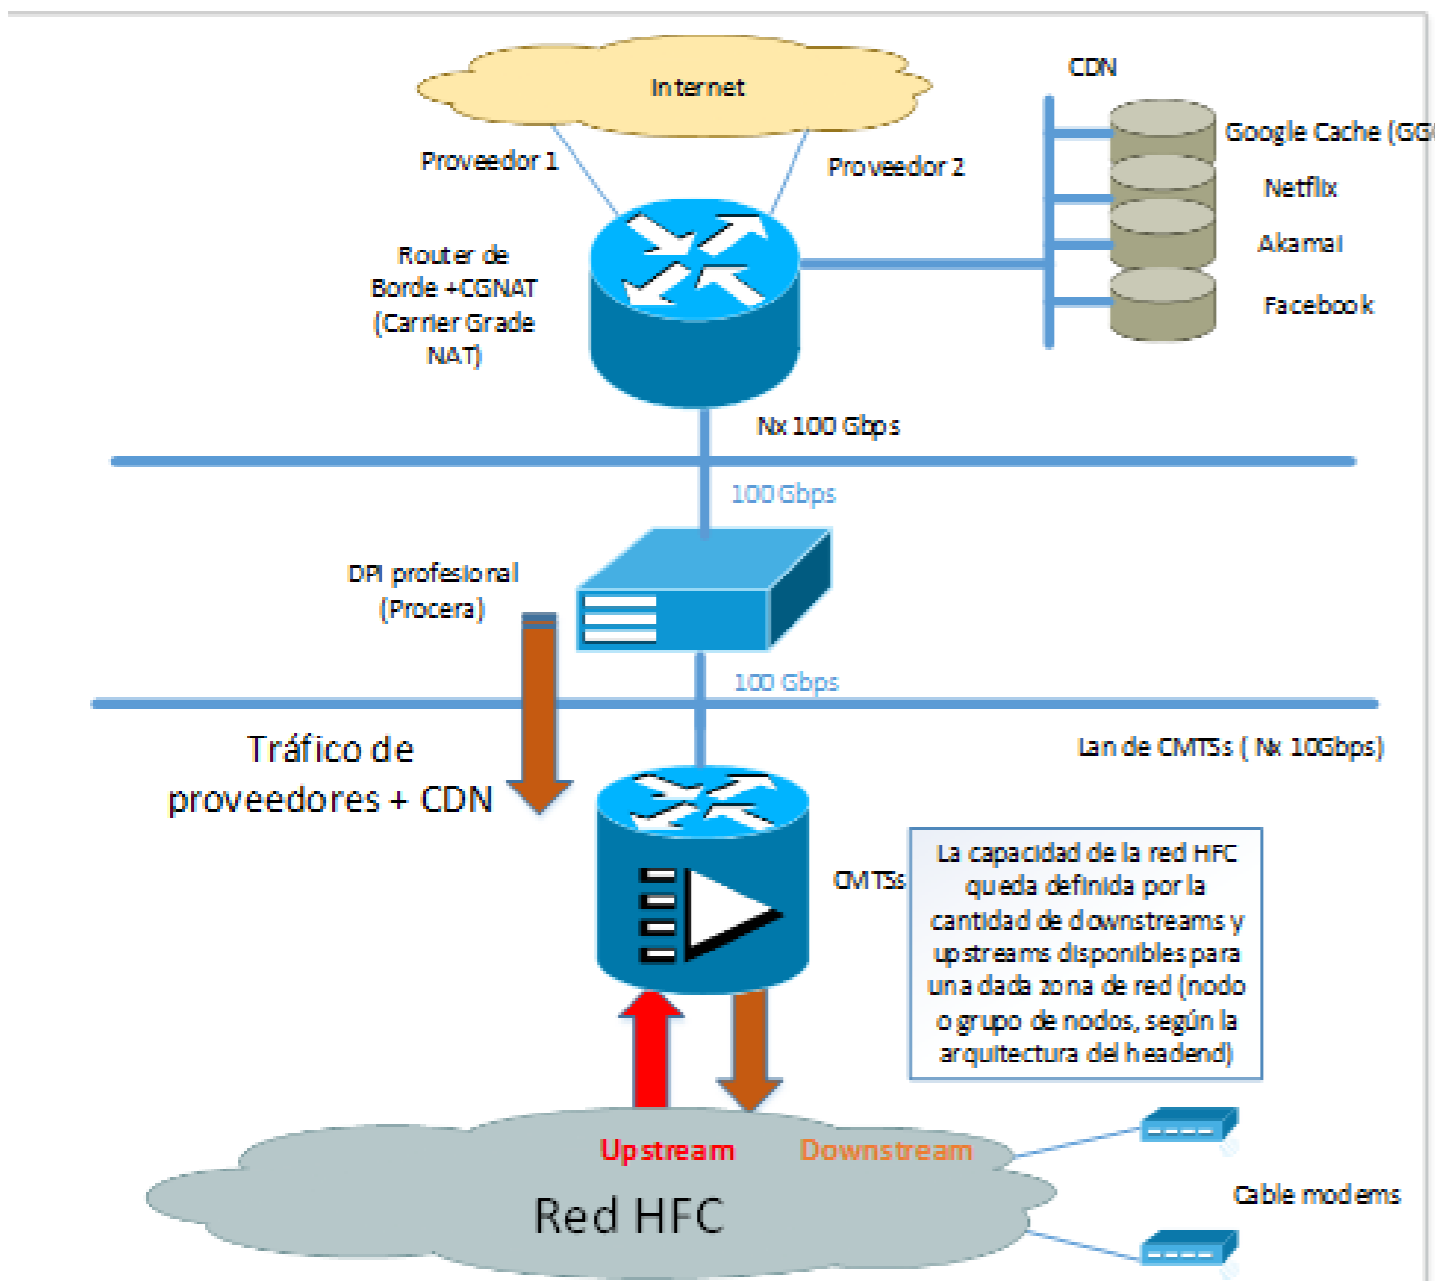 Internet
CDN
Proveedor 1
Proveedor 2
Google Cache (GG
Netflix
Akamai
Facebook
Router de
Borde +CGNAT
(Carrier Grade
NAT)
Nx 100 Gbps
100 Gbps
DPI profesional
(Procera)
100 Gbps
Tráfico de
proveedores + CDN
Lan de CMTSs ( Nx 10Gbps)
CMTSs
La capacidad de la red HFC
queda definida por la
cantidad de downstreams y
upstreams disponibles para
una dada zona de red (nodo
o grupo de nodos, según la
arquitectura del headend)
Upstream
Downstream
Red HFC
Cable modems